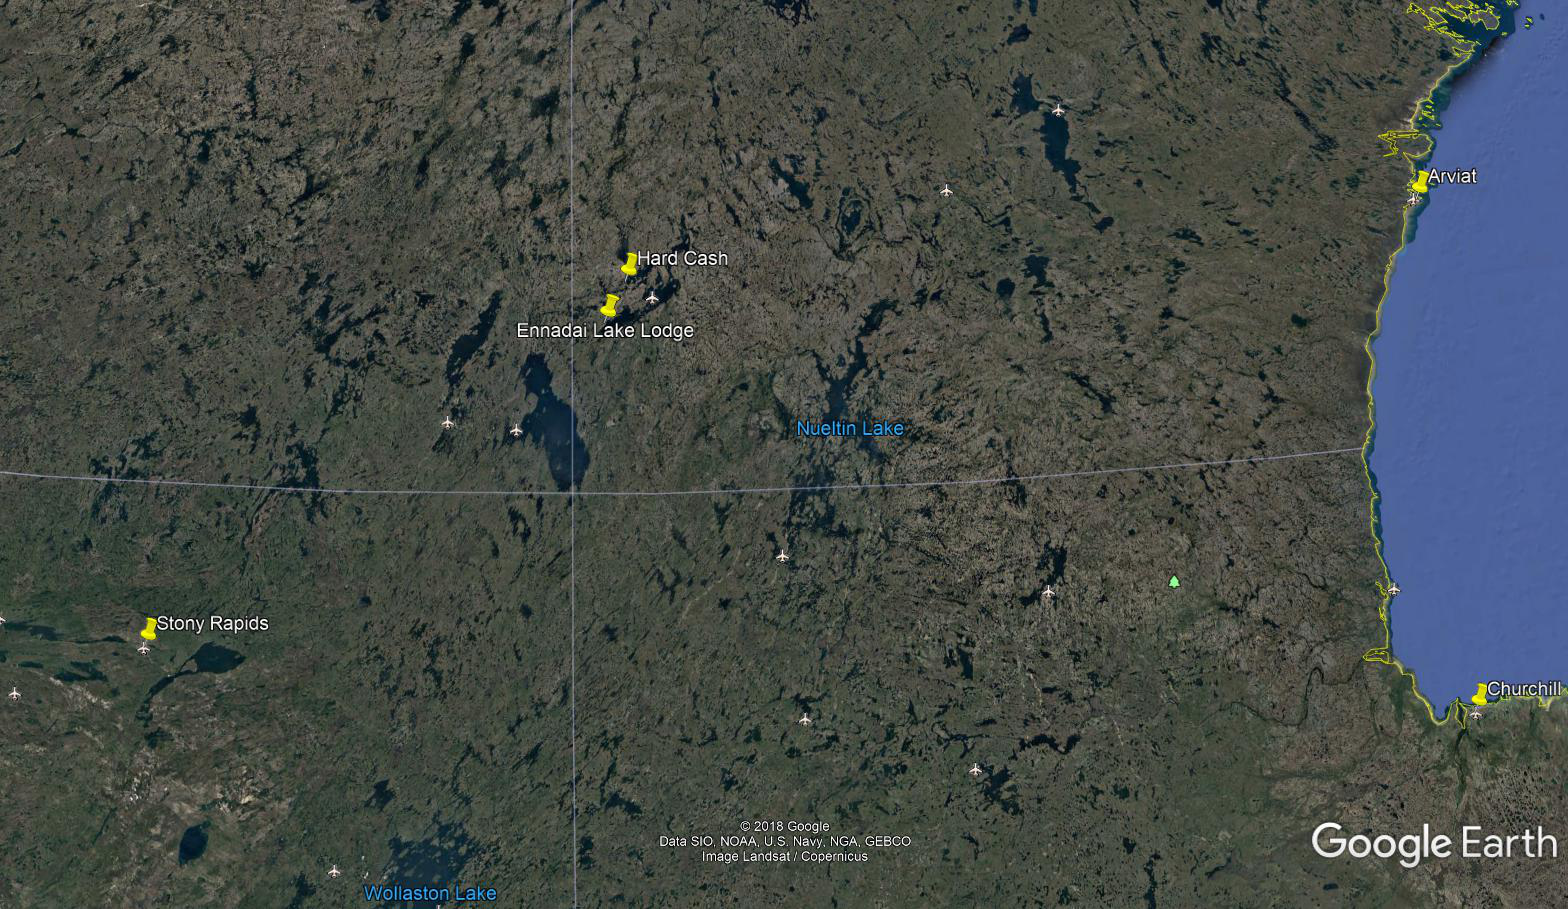 Arviat
Hard Cash
Ennadai Lake Lodge
Nueltin Lake
Stony Rapids
Churchill
© 2018 Google
Data SIO, NOAA, U.S. Navy, NGA, GEBCO
Image Landsat / Copernicus
Google Earth
Wollaston Lake